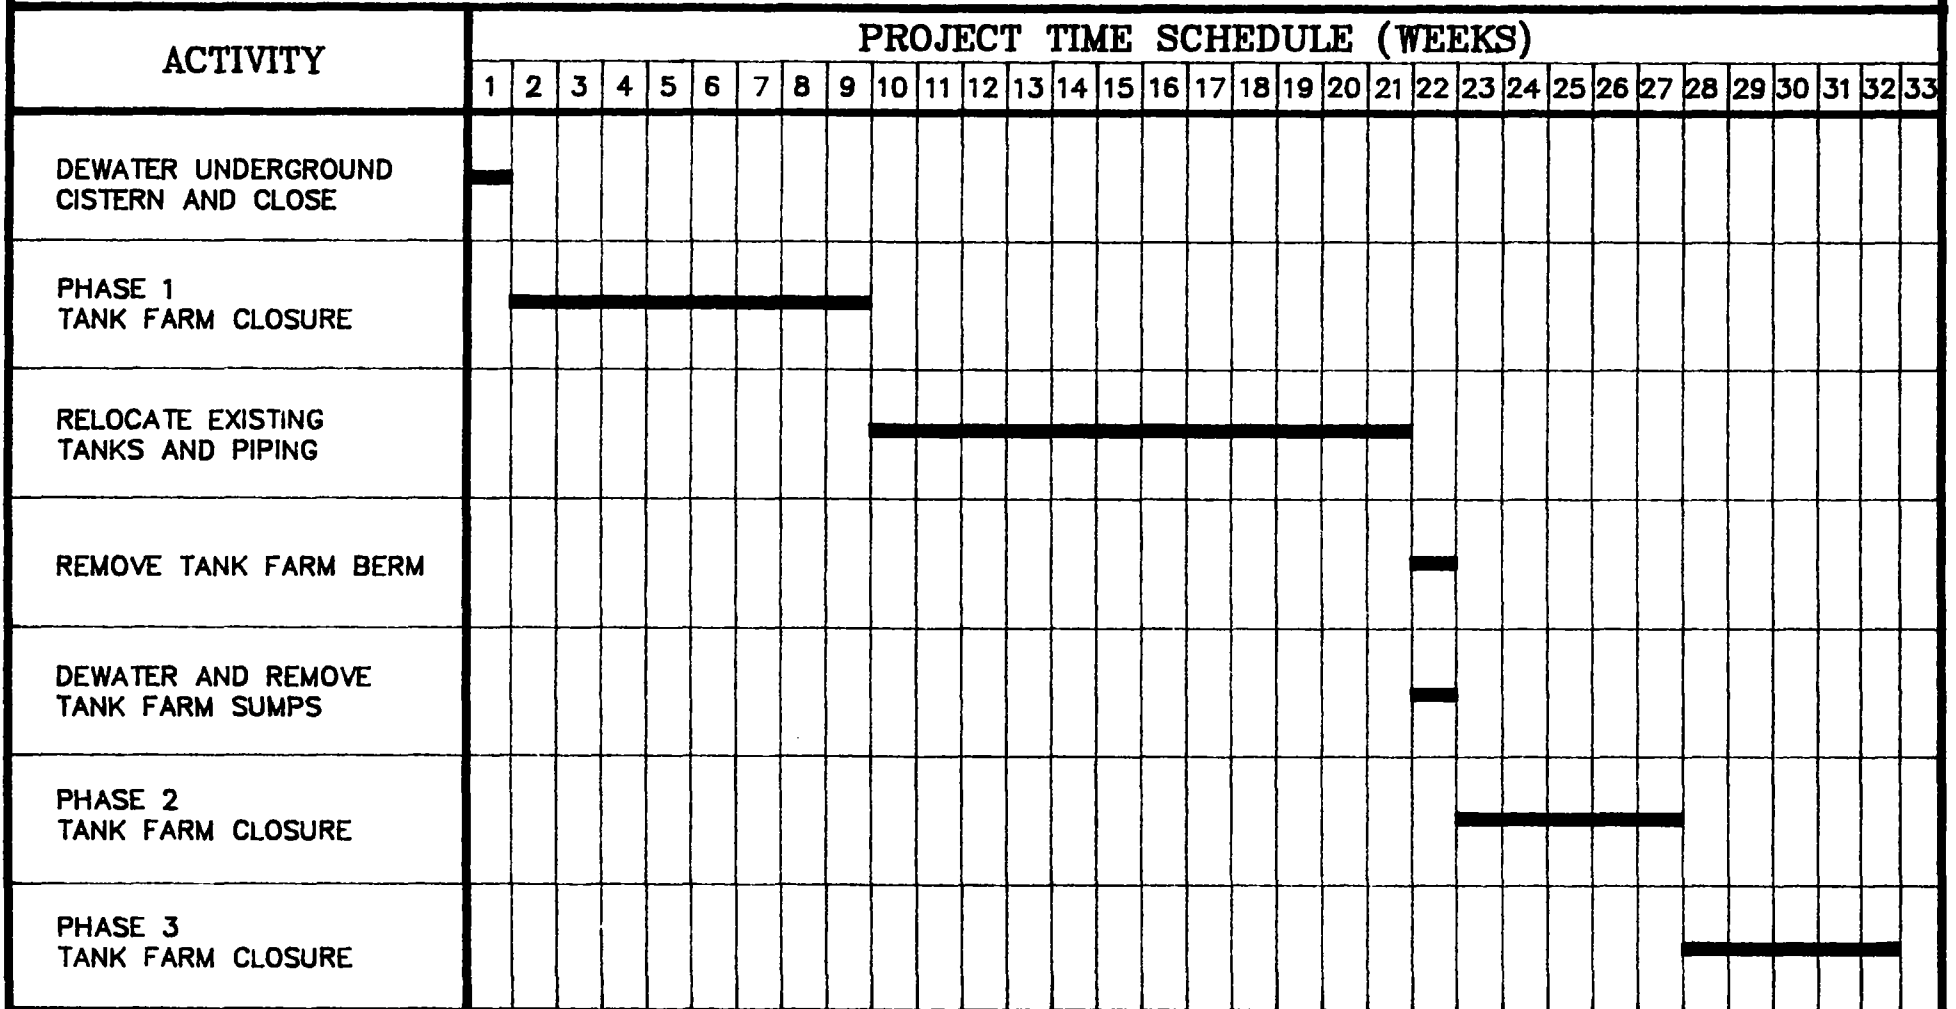 ACTIVITY
PROJECT TIME SCHEDULE (WEEKS)
1 2 3 4 5 6 7 8 9 10 11 12 13 14 15 16 17 18 19 20 21 22 23 24 25 26 27 28 29 30 31 32 33
DEWATER UNDERGROUND
CISTERN AND CLOSE
PHASE 1
TANK FARM CLOSURE
RELOCATE EXISTING
TANKS AND PIPING
REMOVE TANK FARM BERM
DEWATER AND REMOVE
TANK FARM SUMPS
PHASE 2
TANK FARM CLOSURE
PHASE 3
TANK FARM CLOSURE